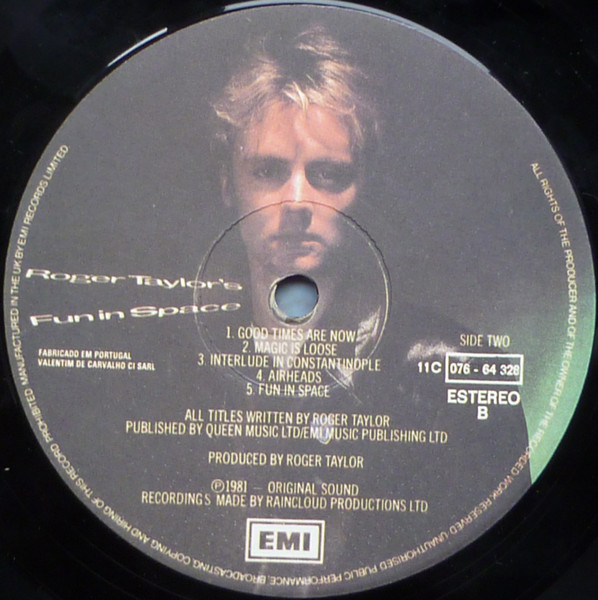 Roger Taylor's
Fun in Space
FABRICADO EM PORTUGAL
VALENTIM DE CARVALHO CI SARL
1. GOOD TIMES ARE NOW
2. MAGIC IS LOOSE
3. INTERLUDE IN CONSTANTINOPLE
4. AIRHEADS
5. FUN IN SPACE
SIDE TWO
11C 076 - 64 328
ESTEREO
B
ALL TITLES WRITTEN BY ROGER TAYLOR
PUBLISHED BY QUEEN MUSIC LTD/EMI MUSIC PUBLISHING LTD
PRODUCED BY ROGER TAYLOR
Ⓟ1981 – ORIGINAL SOUND
RECORDINGS MADE BY RAINCLOUD PRODUCTIONS LTD
EMI
ALL RIGHTS OF THE PRODUCER AND OF THE OWNER OF THE RECORDED WORK RESERVED. UNAUTHORISED PUBLIC PERFORMANCE, BROADCASTING, COPYING AND HIRING OF THIS RECORD PROHIBITED. MANUFACTURED IN THE UK BY EMI RECORDS LIMITED